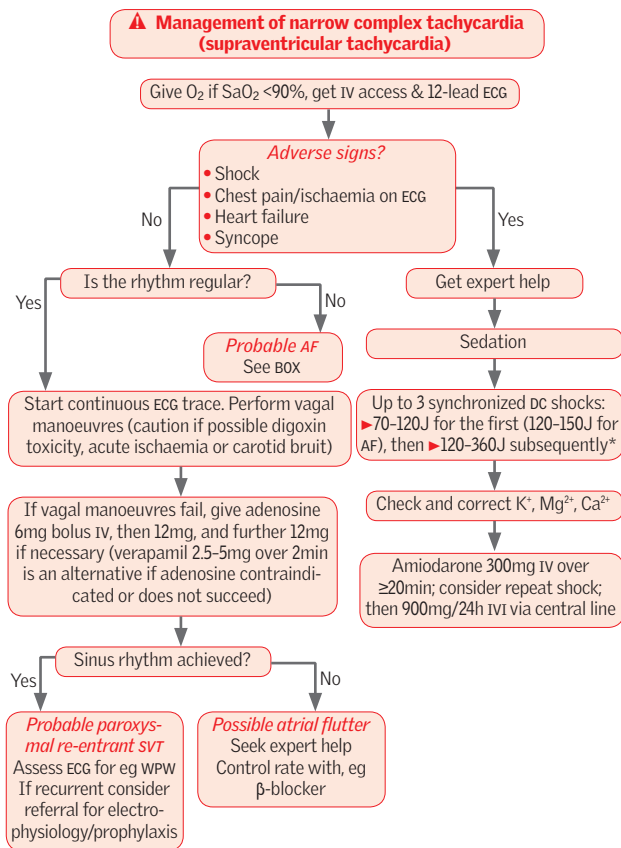 ⚠ Management of narrow complex tachycardia
(supraventricular tachycardia)
Give O₂ if SaO₂ <90%, get IV access & 12-lead ECG
Adverse signs?
• Shock
• Chest pain/ischaemia on ECG
• Heart failure
• Syncope
No
Yes
Is the rhythm regular?
Get expert help
Yes
No
Probable AF
See BOX
Sedation
Start continuous ECG trace. Perform vagal
manoeuvres (caution if possible digoxin
toxicity, acute ischaemia or carotid bruit)
Up to 3 synchronized DC shocks:
►70–120J for the first (120–150J for
AF), then ►120–360J subsequently*
If vagal manoeuvres fail, give adenosine
6mg bolus IV, then 12mg, and further 12mg
if necessary (verapamil 2.5–5mg over 2min
is an alternative if adenosine contraindi-
cated or does not succeed)
Check and correct K⁺, Mg²⁺, Ca²⁺
Amiodarone 300mg IV over
≥20min; consider repeat shock;
then 900mg/24h IVI via central line
Sinus rhythm achieved?
Yes
No
Probable paroxys-
mal re-entrant SVT
Assess ECG for eg WPW
If recurrent consider
referral for electro-
physiology/prophylaxis
Possible atrial flutter
Seek expert help
Control rate with, eg
β-blocker